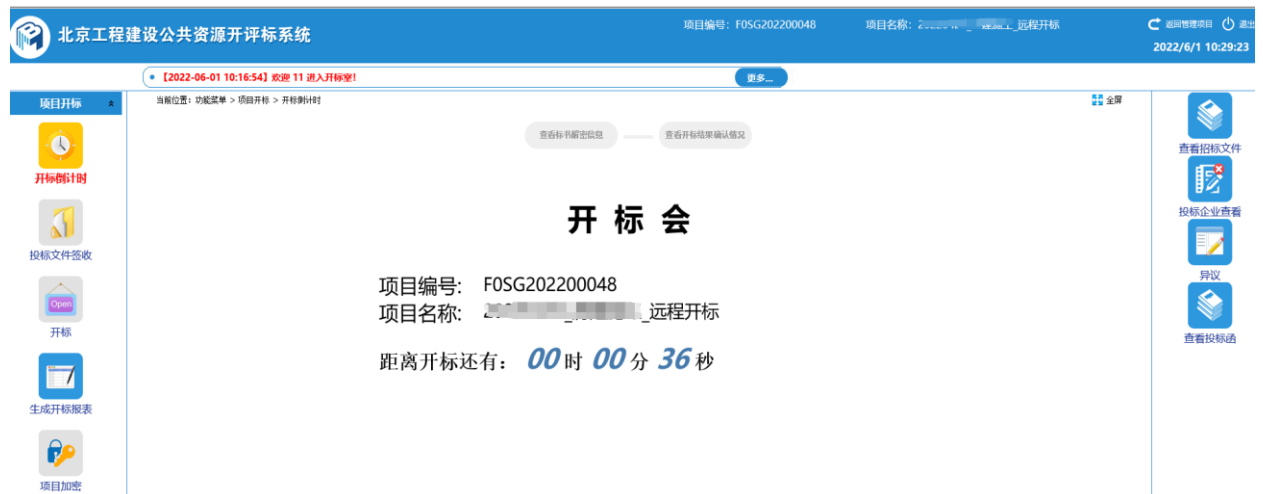 北京工程建设公共资源开评标系统
项目编号：F0SG202200048
项目名称：
_远程开标
返回管理项目
退出
2022/6/1 10:29:23
【2022-06-01 10:16:54】欢迎 11 进入开标室!
更多...
项目开标
当前位置：功能菜单 > 项目开标 > 开标倒计时
全屏
查看标书解密信息
查看开标结果确认情况
开标倒计时
投标文件签收
Open
开标
生成开标报表
项目加密
开 标 会
项目编号: F0SG202200048
项目名称:
_远程开标
距离开标还有: 00 时 00 分 36 秒
查看招标文件
投标企业查看
异议
查看投标函